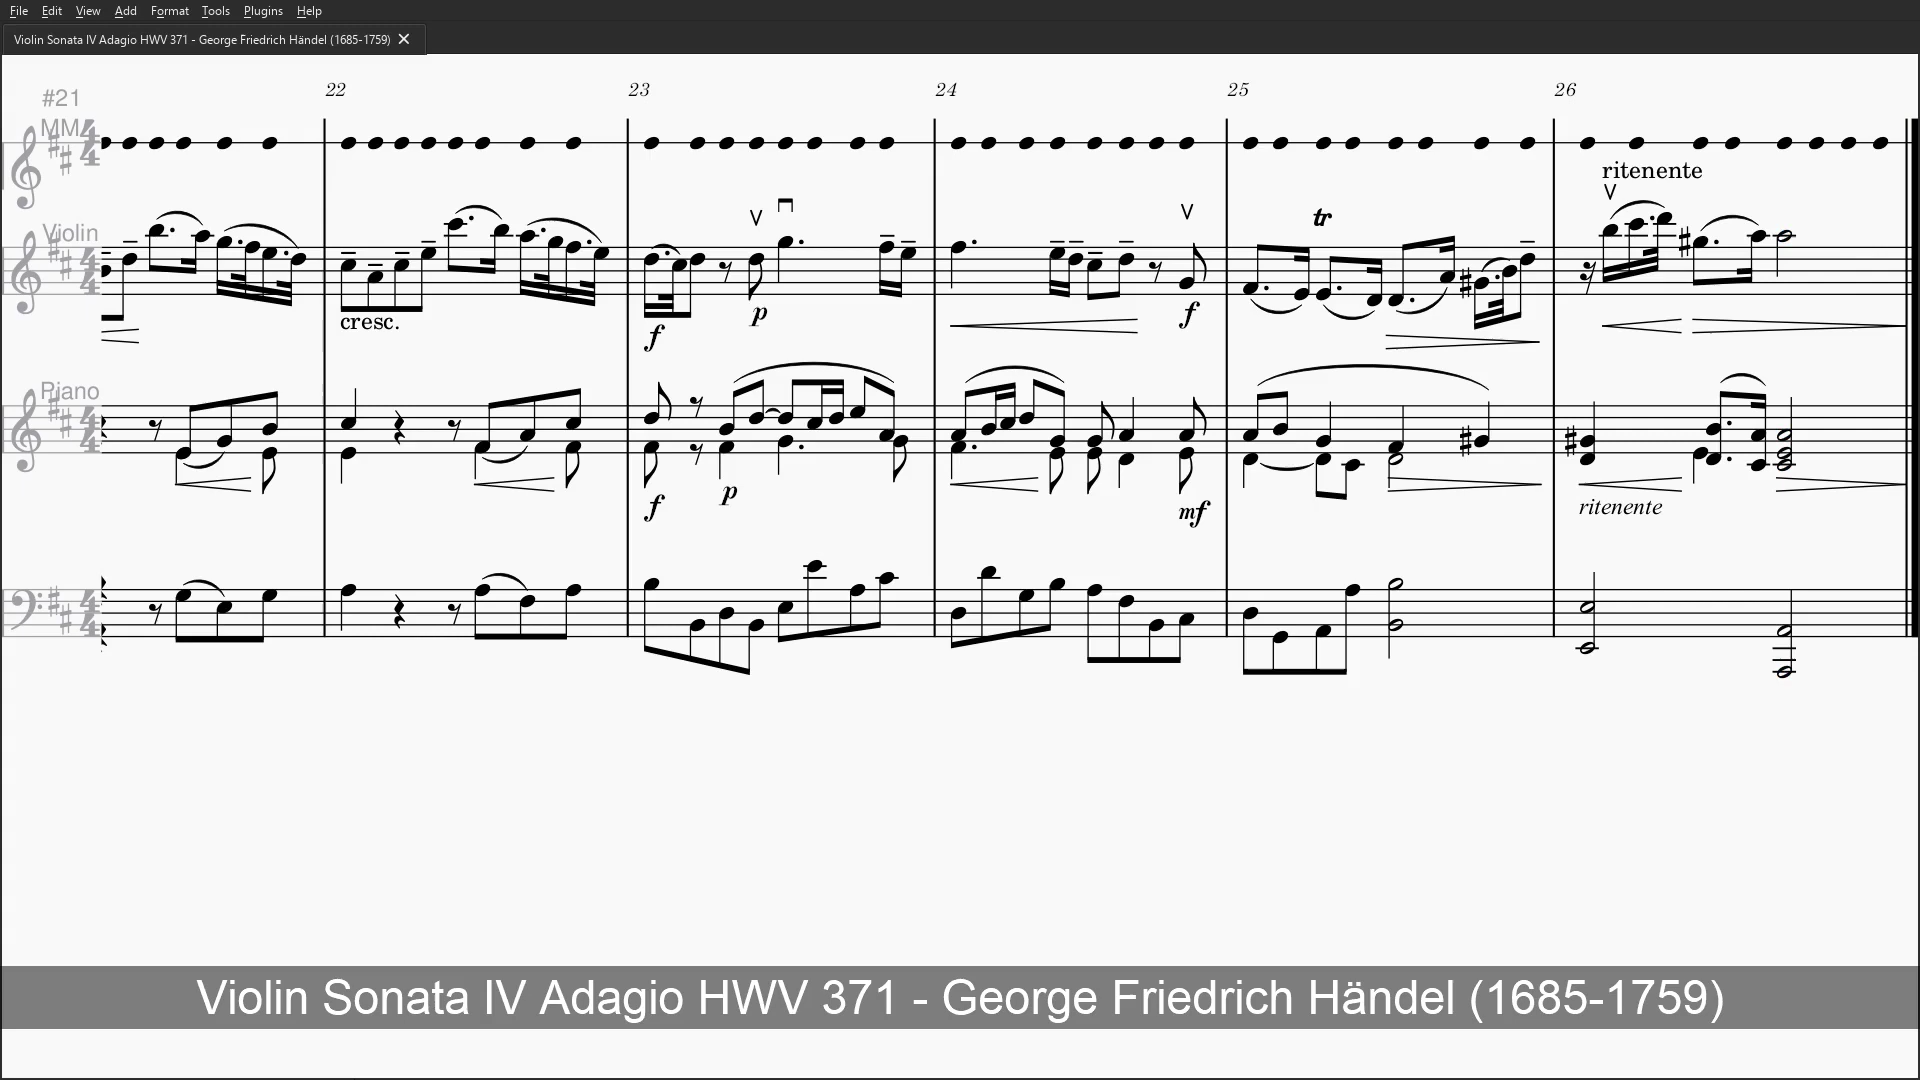 File Edit View Add Format Tools Plugins Help
Violin Sonata IV Adagio HWV 371 - George Friedrich Händel (1685-1759)
22 23 24 25 26
#21
MM
ritenente
tr
Violin
p f
cresc.
f
Piano
p
f mf
ritenente
Violin Sonata IV Adagio HWV 371 - George Friedrich Händel (1685-1759)